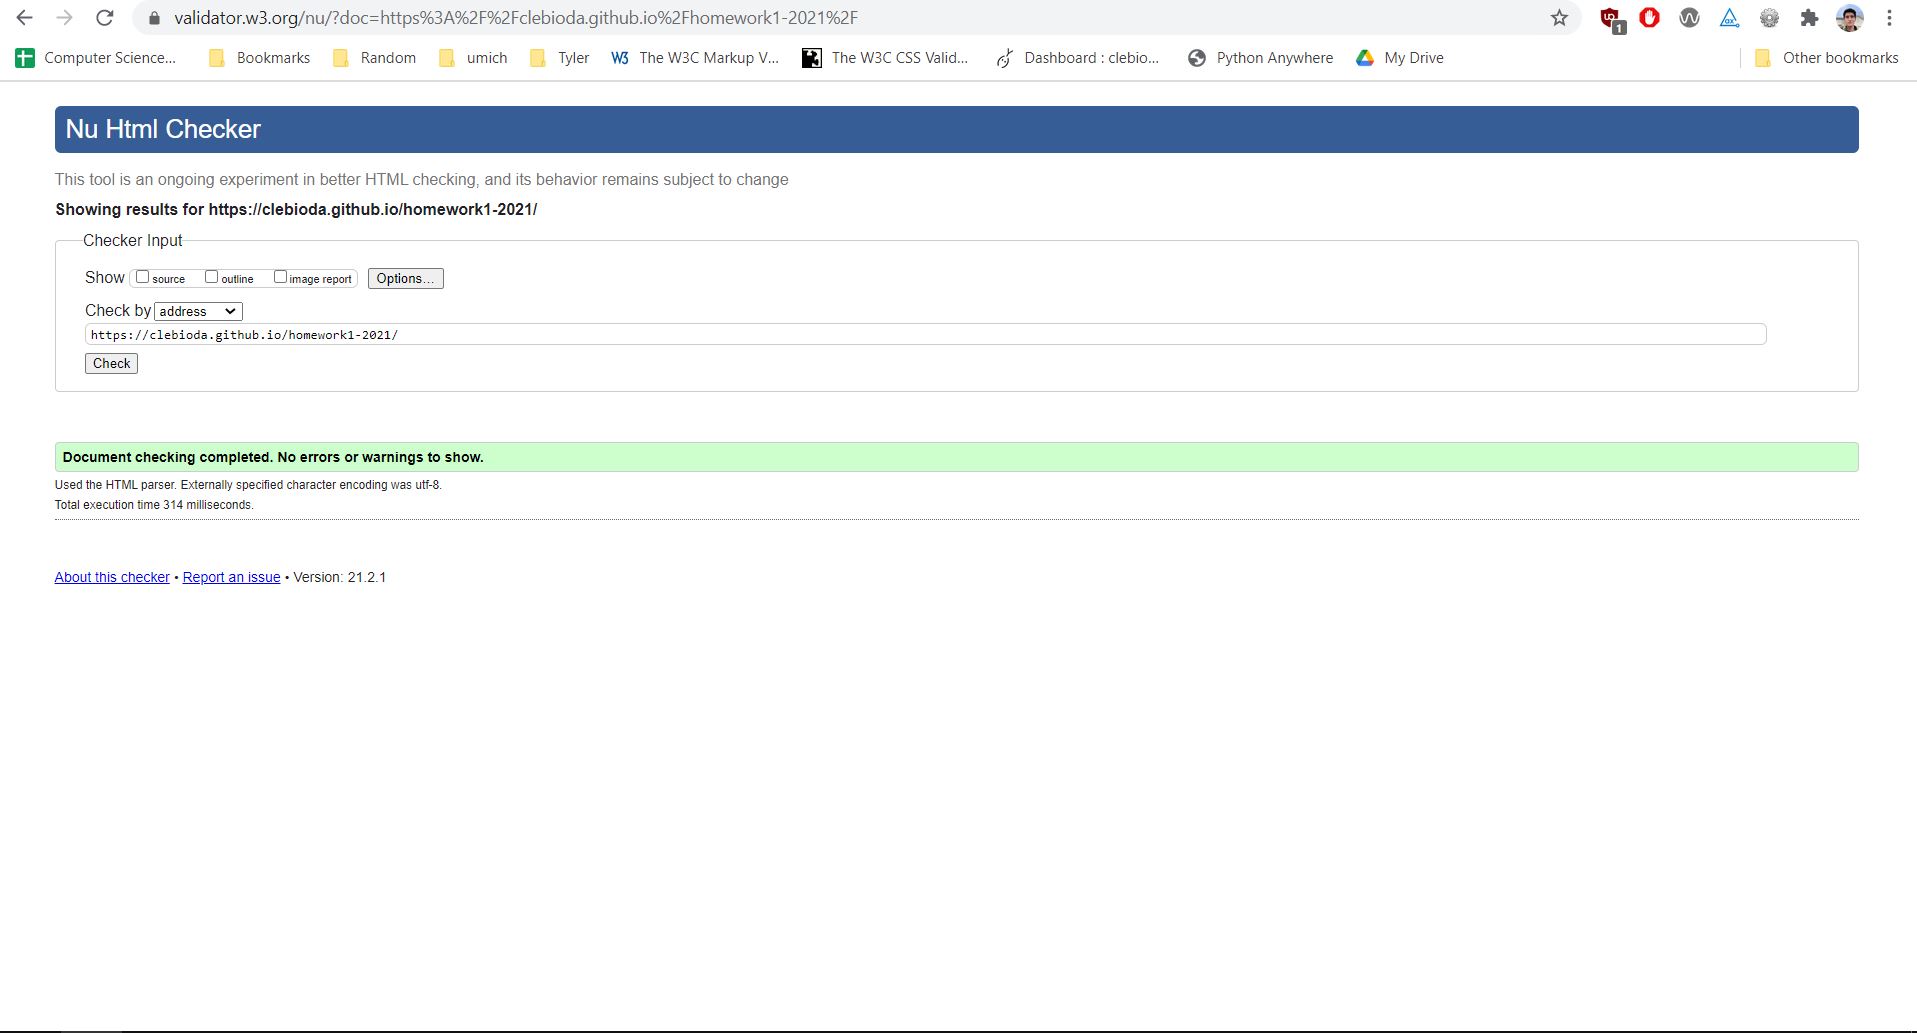 validator.w3.org/nu/?doc=https%3A%2F%2Fclebioda.github.io%2Fhomework1-2021%2F
1
Computer Science... Bookmarks Random umich Tyler W3 The W3C Markup V... The W3C CSS Valid... Dashboard : clebio... Python Anywhere My Drive Other bookmarks
Nu Html Checker
This tool is an ongoing experiment in better HTML checking, and its behavior remains subject to change
Showing results for https://clebioda.github.io/homework1-2021/
Checker Input
Show source outline image report Options...
Check by address
https://clebioda.github.io/homework1-2021/
Check
Document checking completed. No errors or warnings to show.
Used the HTML parser. Externally specified character encoding was utf-8.
Total execution time 314 milliseconds.
About this checker • Report an issue • Version: 21.2.1